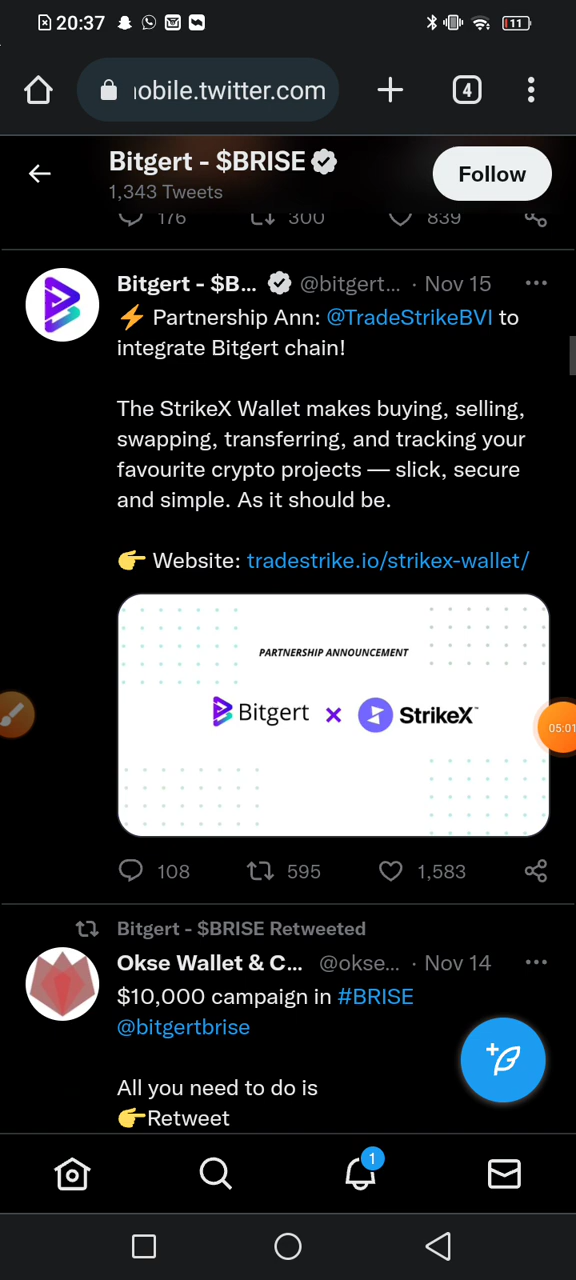 20:37
11
nobile.twitter.com
4
Bitgert - $BRISE
1,343 Tweets
Follow
176 300 839
Bitgert - $B... @bitgert... · Nov 15
⚡ Partnership Ann: @TradeStrikeBVI to
integrate Bitgert chain!
The StrikeX Wallet makes buying, selling,
swapping, transferring, and tracking your
favourite crypto projects — slick, secure
and simple. As it should be.
👉 Website: tradestrike.io/strikex-wallet/
PARTNERSHIP ANNOUNCEMENT
Bitgert x StrikeX™
05:01
108 595 1,583
Bitgert - $BRISE Retweeted
Okse Wallet & C... @okse... · Nov 14
$10,000 campaign in #BRISE
@bitgertbrise
All you need to do is
👉Retweet
1